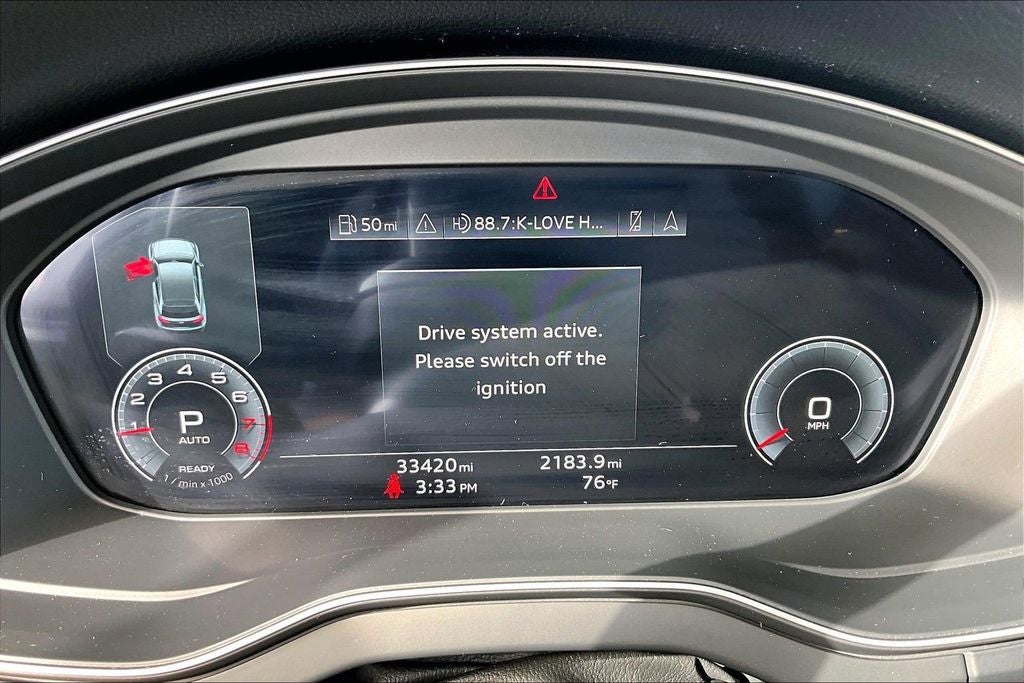 50 mi
88.7:K-LOVE H...
Drive system active.
Please switch off the
ignition
1 2 3 4 5 6 7 8
P
AUTO
READY
1 / min x 1000
0
MPH
33420 mi
2183.9 mi
3:33 PM
76°F